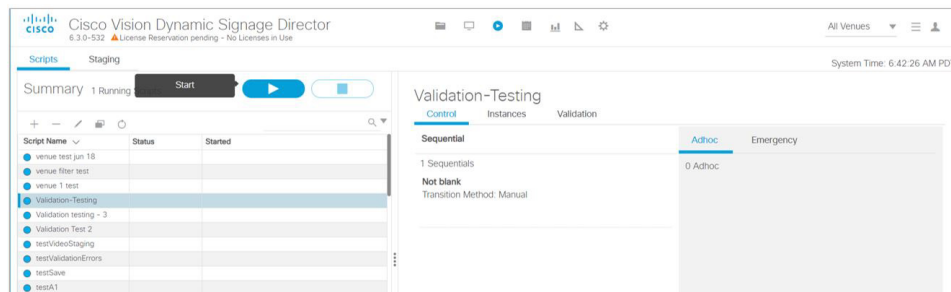 CISCO
Cisco Vision Dynamic Signage Director
6.3.0-532 License Reservation pending - No Licenses in Use
All Venues
Scripts Staging
System Time: 6:42:26 AM PD
Summary 1 Running
Start
Script Name Status Started
venue test jun 18
venue filter test
venue 1 test
Validation-Testing
Validation testing - 3
Validation Test 2
testVideoStaging
testValidationErrors
testSave
testA1
Validation-Testing
Control Instances Validation
Sequential
1 Sequentials
Not blank
Transition Method: Manual
Adhoc Emergency
0 Adhoc